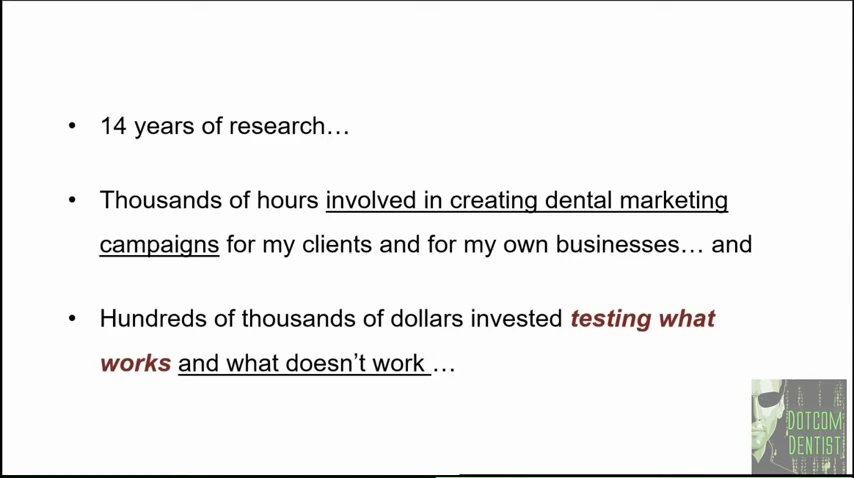 • 14 years of research…
• Thousands of hours involved in creating dental marketing
campaigns for my clients and for my own businesses… and
• Hundreds of thousands of dollars invested testing what
works and what doesn’t work …
DOTCOM
DENTIST